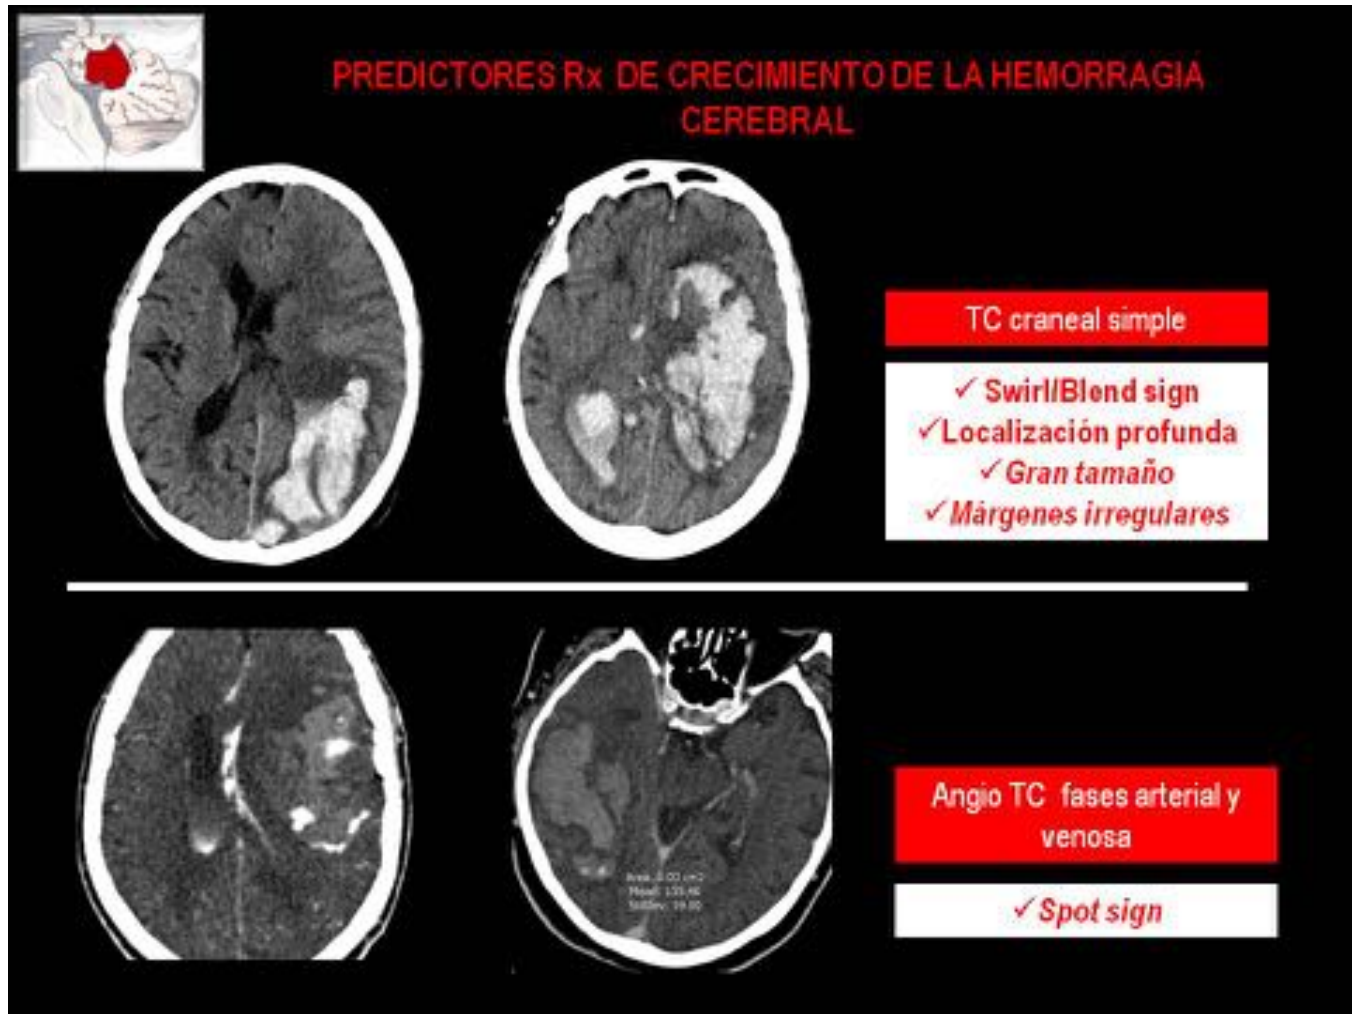 PREDICTORES Rx DE CRECIMIENTO DE LA HEMORRAGIA
CEREBRAL
TC craneal simple
✓ Swirl/Blend sign
✓Localización profunda
✓ Gran tamaño
✓ Márgenes irregulares
Angio TC fases arterial y
venosa
✓ Spot sign